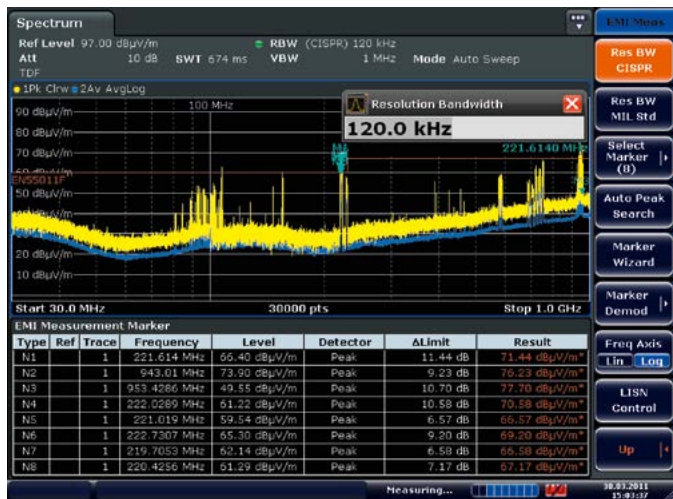 Spectrum
Ref Level 97.00 dBµV/m RBW (CISPR) 120 kHz
Att 10 dB SWT 674 ms VBW 1 MHz Mode Auto Sweep
TDF
1Pk Clrw 2Av AvgLog
100 MHz
Resolution Bandwidth
120.0 kHz
221.6140 MHz
90 dBµV/m
80 dBµV/m
70 dBµV/m
EN55011F
50 dBµV/m
20 dBµV/m
10 dBµV/m
Start 30.0 MHz 30000 pts Stop 1.0 GHz
EMI Measurement Marker
Type Ref Trace Frequency Level Detector ΔLimit Result
N1 1 221.614 MHz 66.40 dBµV/m Peak 11.44 dB 71.44 dBµV/m*
N2 1 943.01 MHz 73.90 dBµV/m Peak 9.23 dB 76.23 dBµV/m*
N3 1 953.4286 MHz 49.55 dBµV/m Peak 10.70 dB 77.70 dBµV/m*
N4 1 222.0289 MHz 61.22 dBµV/m Peak 10.58 dB 70.58 dBµV/m*
N5 1 221.019 MHz 59.54 dBµV/m Peak 6.57 dB 66.57 dBµV/m*
N6 1 222.7307 MHz 65.30 dBµV/m Peak 9.20 dB 69.20 dBµV/m*
N7 1 219.7053 MHz 62.14 dBµV/m Peak 6.58 dB 66.58 dBµV/m*
N8 1 220.4256 MHz 61.29 dBµV/m Peak 7.17 dB 67.17 dBµV/m*
Measuring...
30.03.2011
15:03:37
EMI Meas
Res BW
CISPR
Res BW
MIL Std
Select
Marker
(8)
Auto Peak
Search
Marker
Wizard
Marker
Demod
Freq Axis
Lin Log
LISN
Control
Up